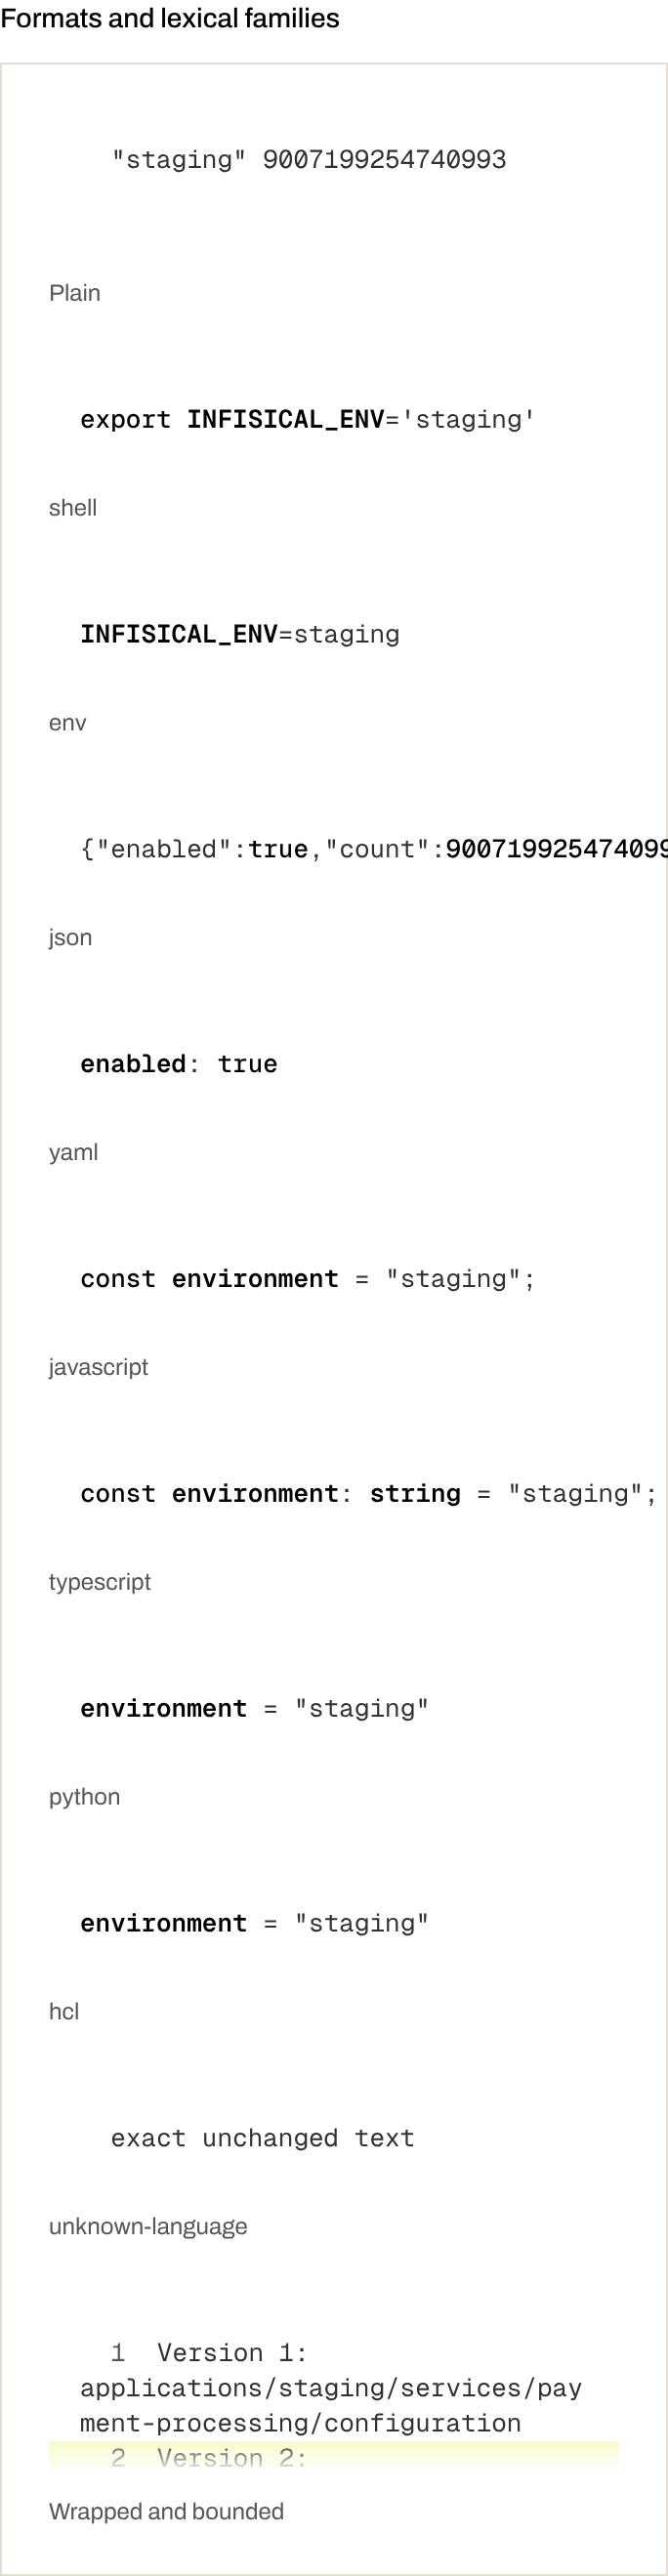 Formats and lexical families
"staging" 9007199254740993
Plain
export INFISICAL_ENV='staging'
shell
INFISICAL_ENV=staging
env
{"enabled":true,"count":900719925474099
json
enabled: true
yaml
const environment = "staging";
javascript
const environment: string = "staging";
typescript
environment = "staging"
python
environment = "staging"
hcl
exact unchanged text
unknown-language
1 Version 1:
applications/staging/services/pay
ment-processing/configuration
2 Version 2:
Wrapped and bounded